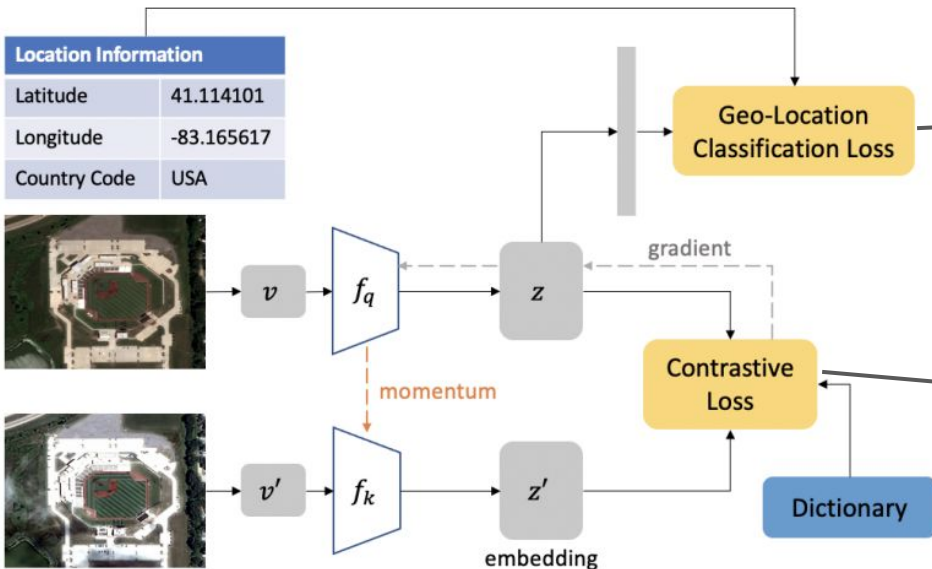 Location Information
Latitude 41.114101
Longitude -83.165617
Country Code USA
Geo-Location
Classification Loss
gradient
v
f_q
z
momentum
Contrastive
Loss
v'
f_k
z'
embedding
Dictionary